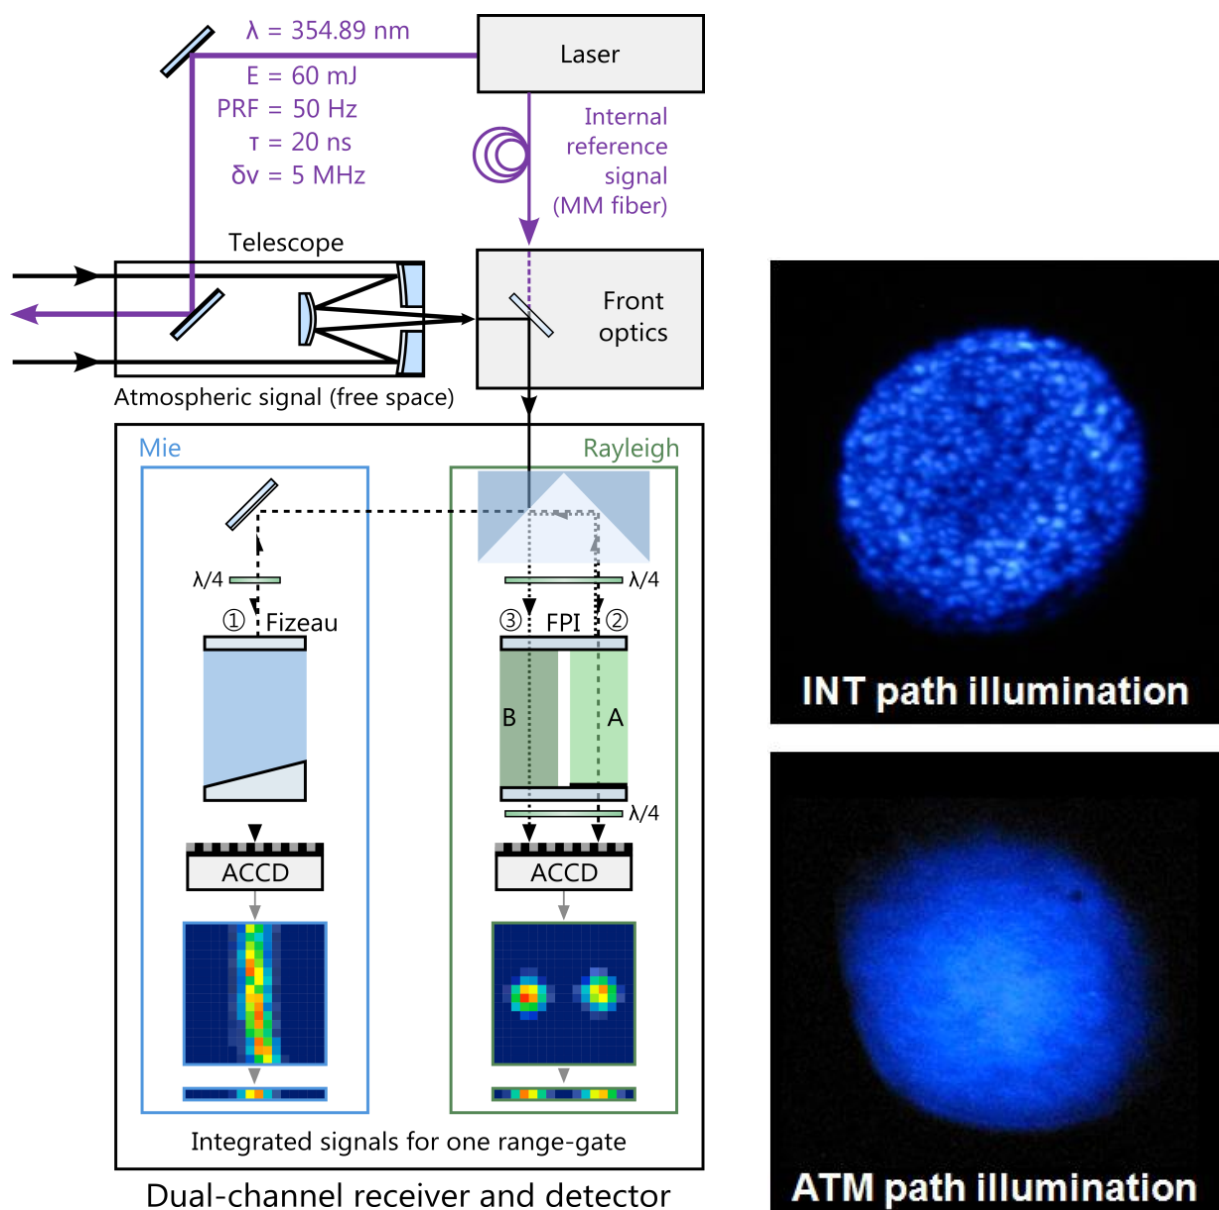 λ = 354.89 nm
E = 60 mJ
PRF = 50 Hz
τ = 20 ns
δν = 5 MHz
Laser
Internal
reference
signal
(MM fiber)
Telescope
Front
optics
Atmospheric signal (free space)
Mie
Rayleigh
λ/4
λ/4
① Fizeau
③ FPI ②
B
A
λ/4
ACCD
ACCD
Integrated signals for one range-gate
Dual-channel receiver and detector
INT path illumination
ATM path illumination